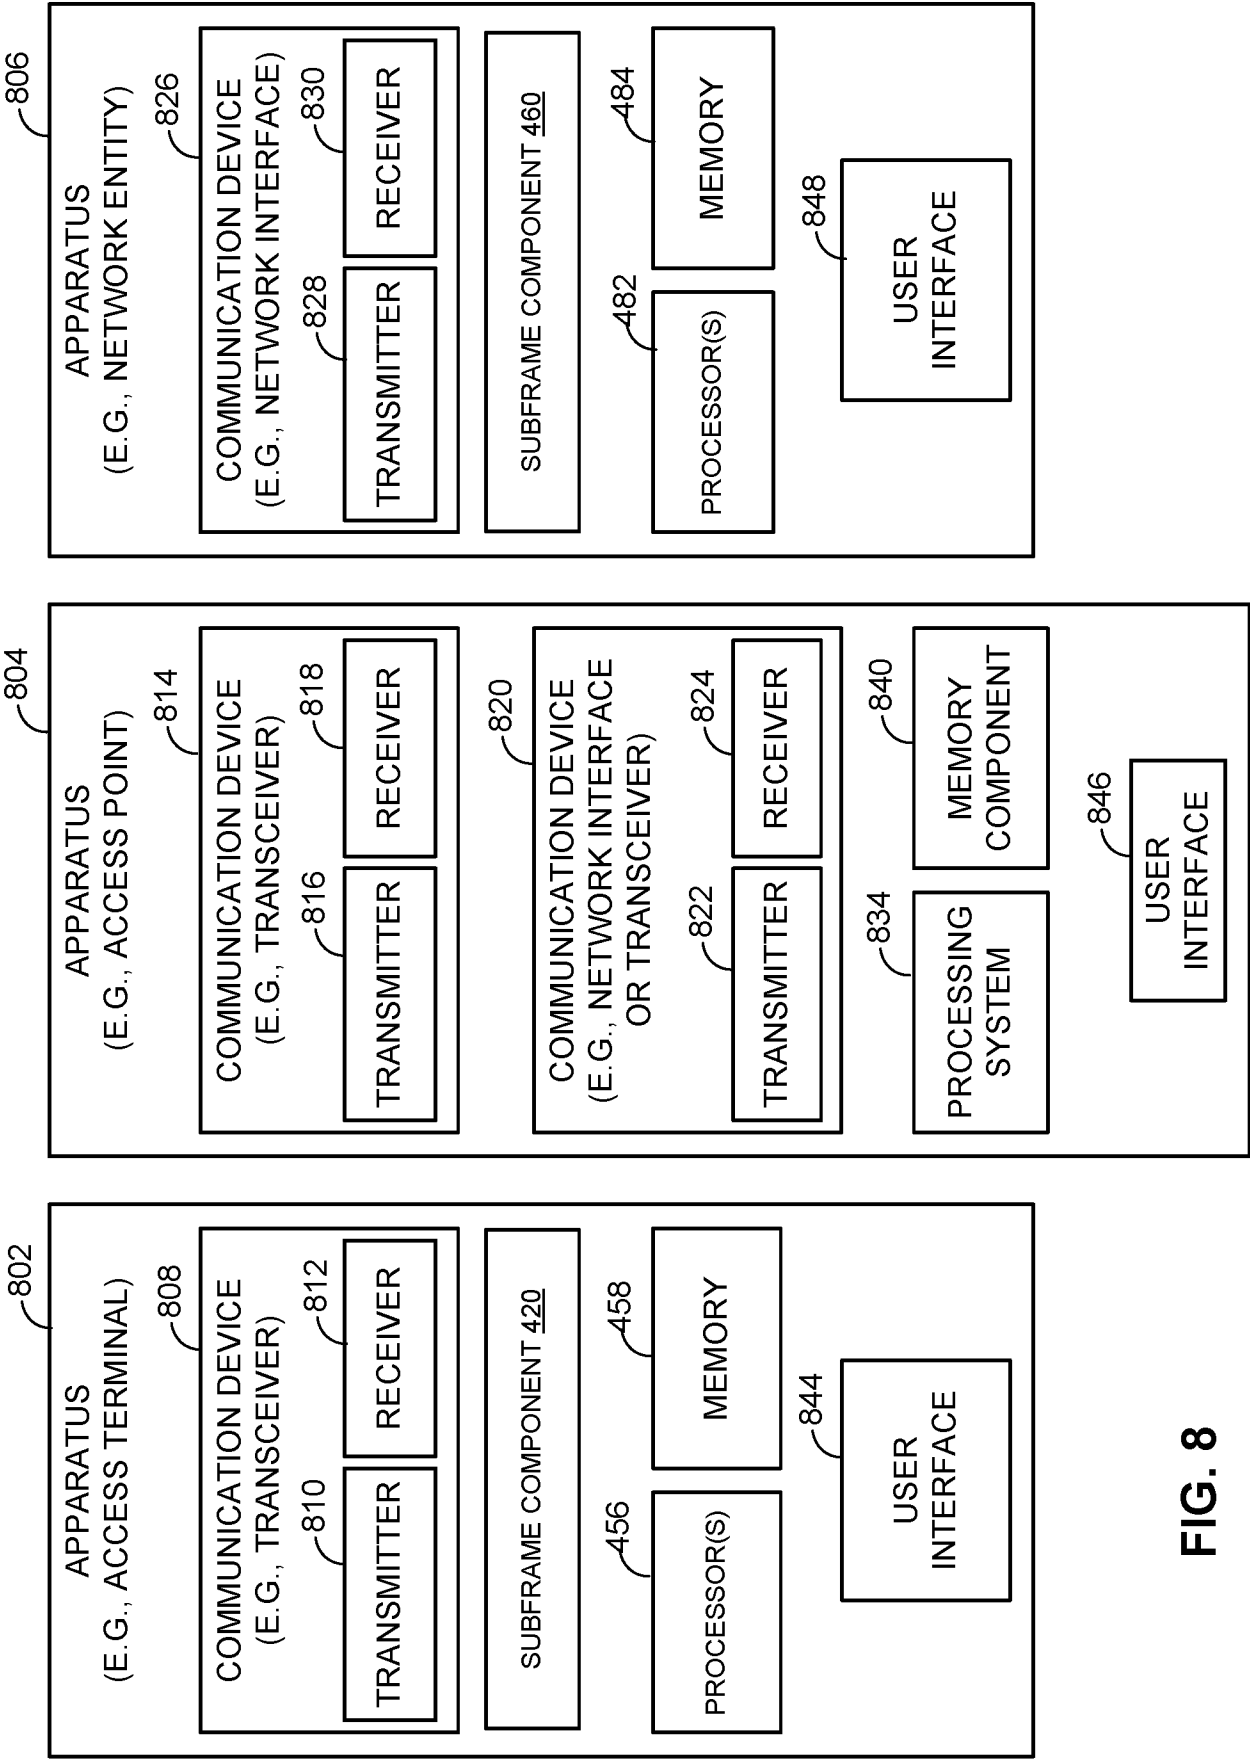 802
APPARATUS
(E.G., ACCESS TERMINAL)
808
COMMUNICATION DEVICE
(E.G., TRANSCEIVER)
810
812
TRANSMITTER
RECEIVER
SUBFRAME COMPONENT 420
456
458
PROCESSOR(S)
MEMORY
844
USER
INTERFACE
804
APPARATUS
(E.G., ACCESS POINT)
814
COMMUNICATION DEVICE
(E.G., TRANSCEIVER)
816
818
TRANSMITTER
RECEIVER
820
COMMUNICATION DEVICE
(E.G., NETWORK INTERFACE
OR TRANSCEIVER)
822
824
TRANSMITTER
RECEIVER
834
840
PROCESSING
SYSTEM
MEMORY
COMPONENT
846
USER
INTERFACE
806
APPARATUS
(E.G., NETWORK ENTITY)
826
COMMUNICATION DEVICE
(E.G., NETWORK INTERFACE)
828
830
TRANSMITTER
RECEIVER
SUBFRAME COMPONENT 460
482
484
PROCESSOR(S)
MEMORY
848
USER
INTERFACE
FIG. 8